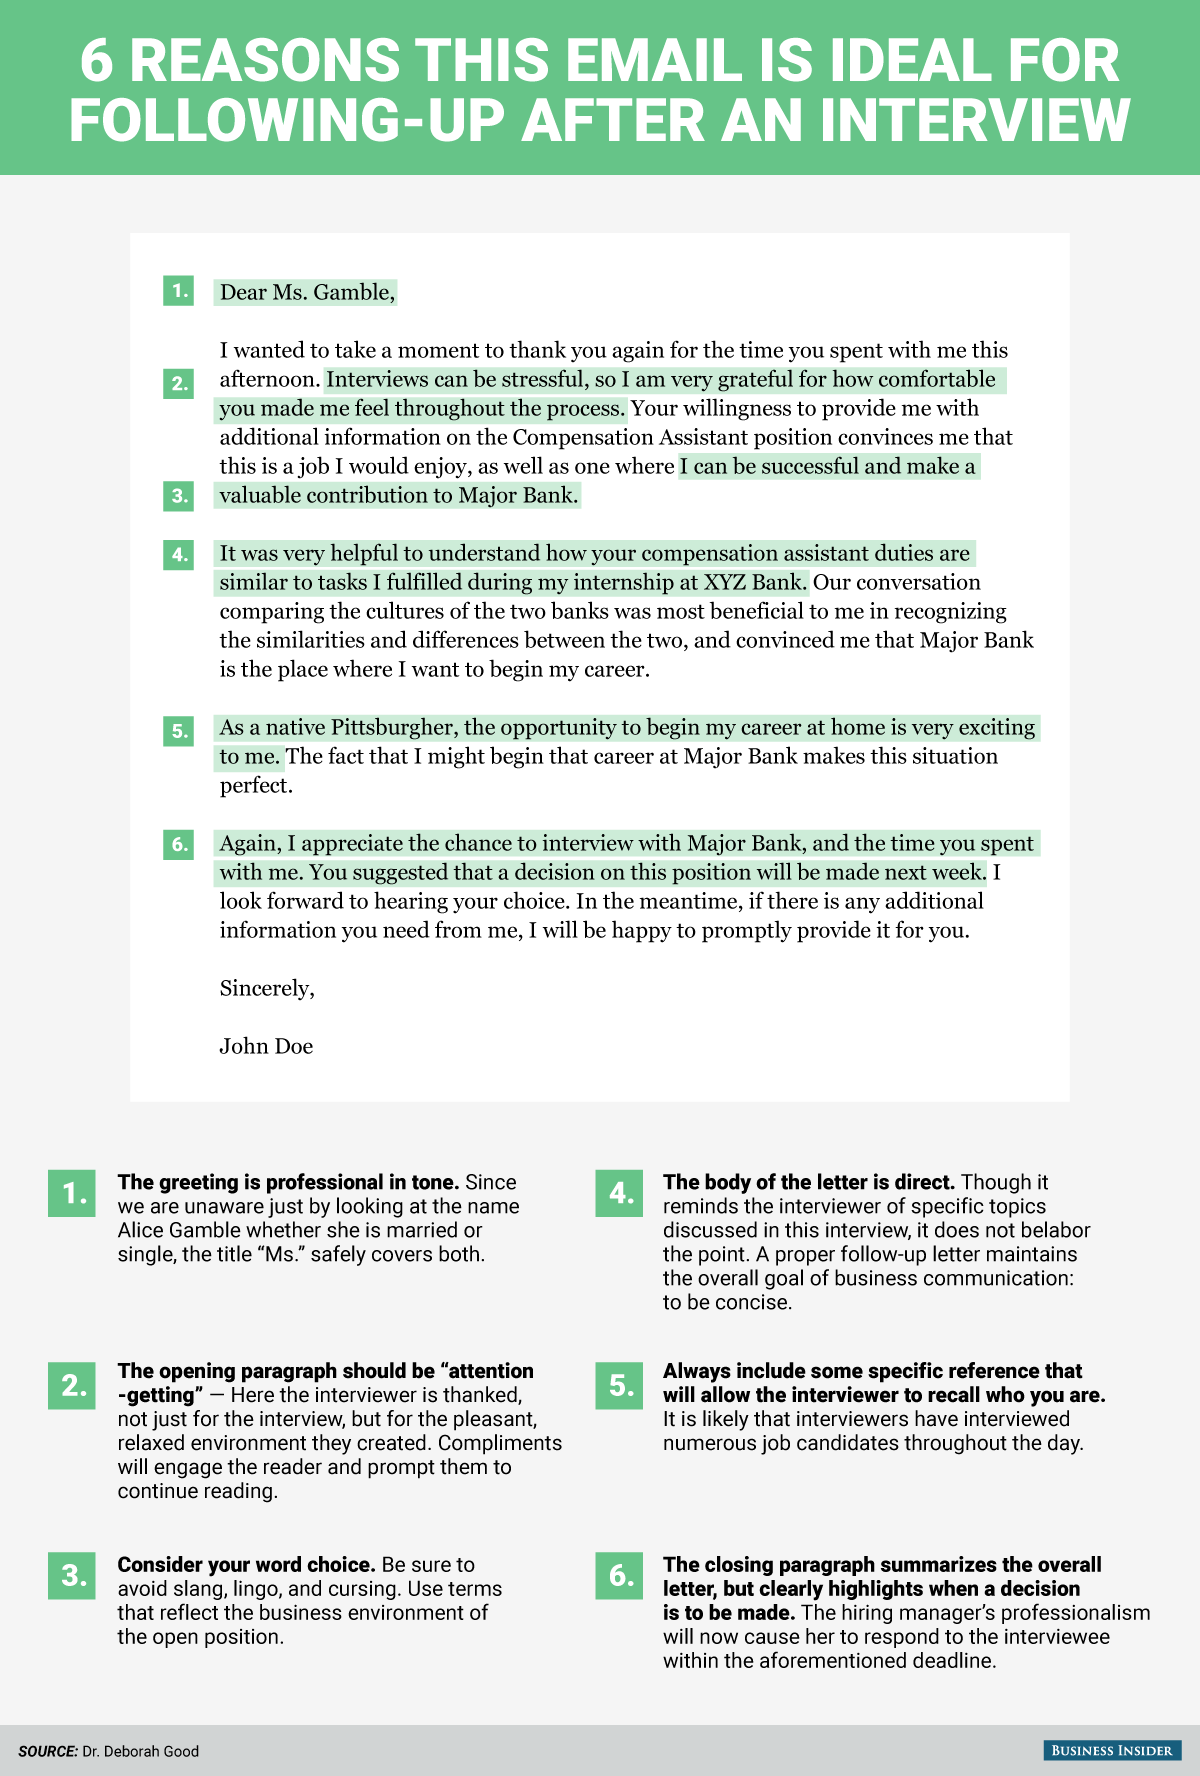 6 REASONS THIS EMAIL IS IDEAL FOR
FOLLOWING-UP AFTER AN INTERVIEW
1.
Dear Ms. Gamble,
I wanted to take a moment to thank you again for the time you spent with me this
2.
afternoon. Interviews can be stressful, so I am very grateful for how comfortable
you made me feel throughout the process. Your willingness to provide me with
additional information on the Compensation Assistant position convinces me that
this is a job I would enjoy, as well as one where I can be successful and make a
3.
valuable contribution to Major Bank.
4.
It was very helpful to understand how your compensation assistant duties are
similar to tasks I fulfilled during my internship at XYZ Bank. Our conversation
comparing the cultures of the two banks was most beneficial to me in recognizing
the similarities and differences between the two, and convinced me that Major Bank
is the place where I want to begin my career.
5.
As a native Pittsburgher, the opportunity to begin my career at home is very exciting
to me. The fact that I might begin that career at Major Bank makes this situation
perfect.
6.
Again, I appreciate the chance to interview with Major Bank, and the time you spent
with me. You suggested that a decision on this position will be made next week. I
look forward to hearing your choice. In the meantime, if there is any additional
information you need from me, I will be happy to promptly provide it for you.
Sincerely,
John Doe
1.
The greeting is professional in tone. Since
we are unaware just by looking at the name
Alice Gamble whether she is married or
single, the title “Ms.” safely covers both.
2.
The opening paragraph should be “attention
-getting” — Here the interviewer is thanked,
not just for the interview, but for the pleasant,
relaxed environment they created. Compliments
will engage the reader and prompt them to
continue reading.
3.
Consider your word choice. Be sure to
avoid slang, lingo, and cursing. Use terms
that reflect the business environment of
the open position.
4.
The body of the letter is direct. Though it
reminds the interviewer of specific topics
discussed in this interview, it does not belabor
the point. A proper follow-up letter maintains
the overall goal of business communication:
to be concise.
5.
Always include some specific reference that
will allow the interviewer to recall who you are.
It is likely that interviewers have interviewed
numerous job candidates throughout the day.
6.
The closing paragraph summarizes the overall
letter, but clearly highlights when a decision
is to be made. The hiring manager’s professionalism
will now cause her to respond to the interviewee
within the aforementioned deadline.
SOURCE: Dr. Deborah Good
BUSINESS INSIDER